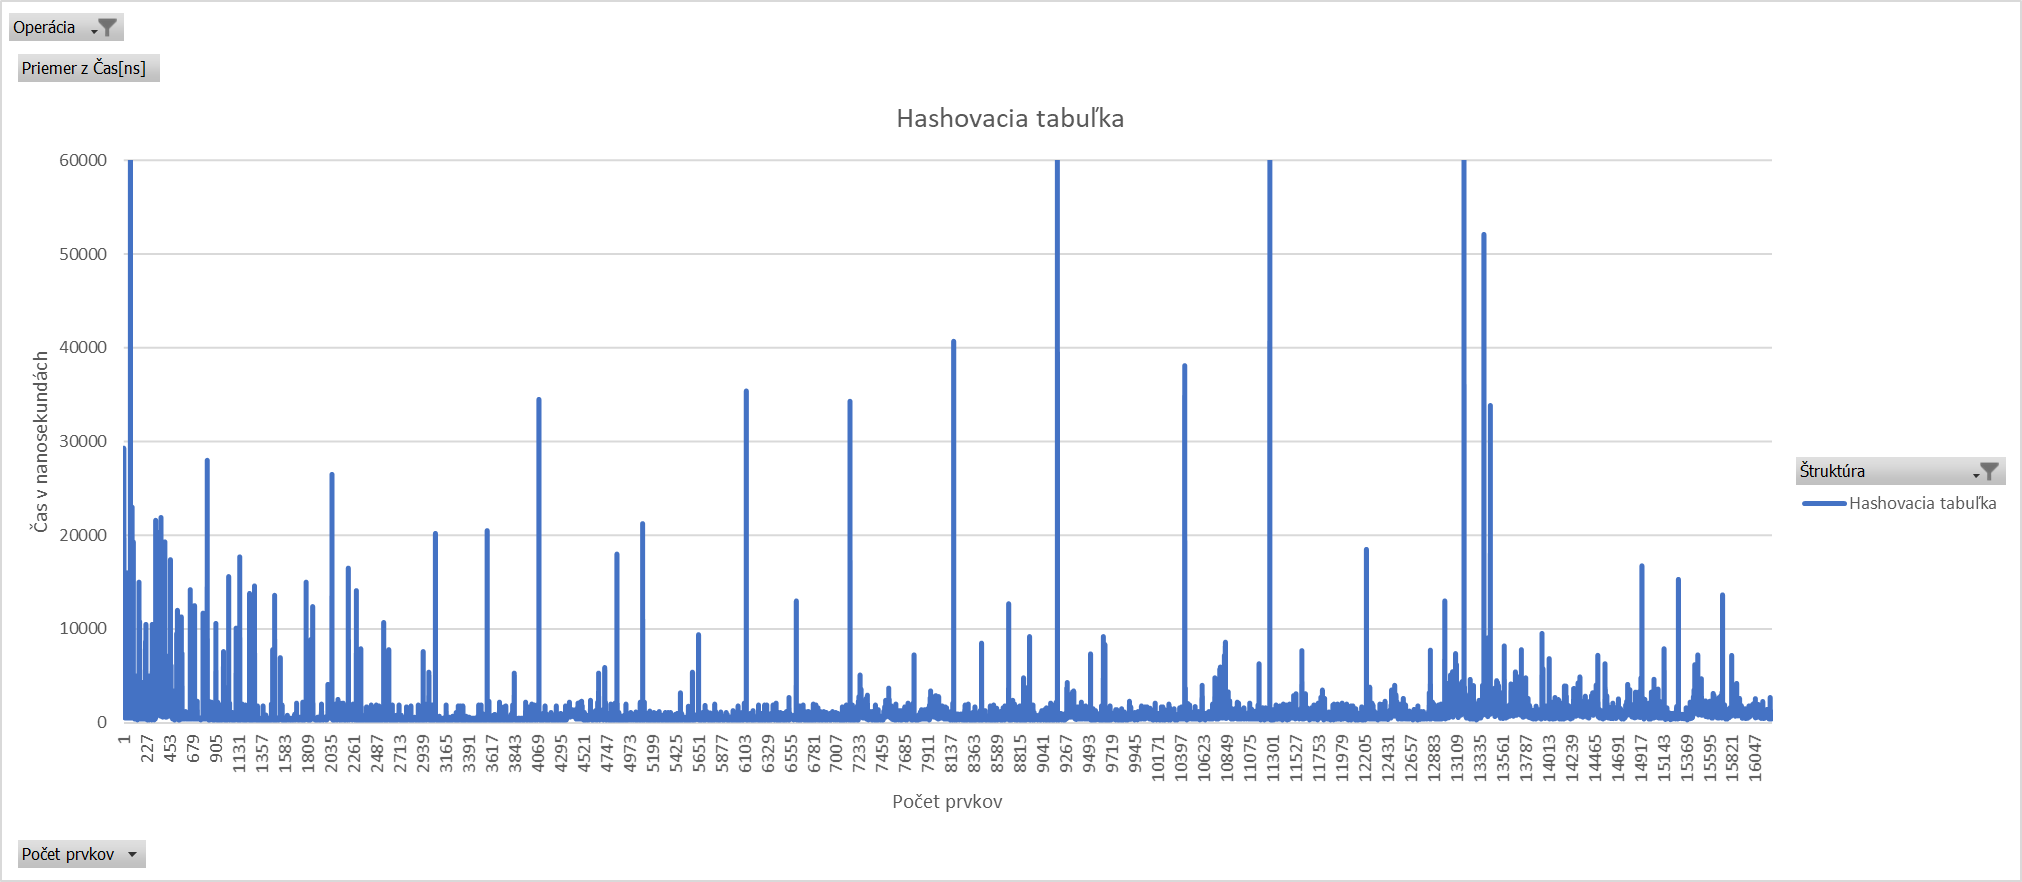 Operácia
Priemer z Čas[ns]
Hashovacia tabuľka
60000
50000
40000
30000
20000
10000
0
Čas v nanosekundách
1 227 453 679 905 1131 1357 1583 1809 2035 2261 2487 2713 2939 3165 3391 3617 3843 4069 4295 4521 4747 4973 5199 5425 5651 5877 6103 6329 6555 6781 7007 7233 7459 7685 7911 8137 8363 8589 8815 9041 9267 9493 9719 9945 10171 10397 10623 10849 11075 11301 11527 11753 11979 12205 12431 12657 12883 13109 13335 13561 13787 14013 14239 14465 14691 14917 15143 15369 15595 15821 16047
Počet prvkov
Štruktúra
Hashovacia tabuľka
Počet prvkov